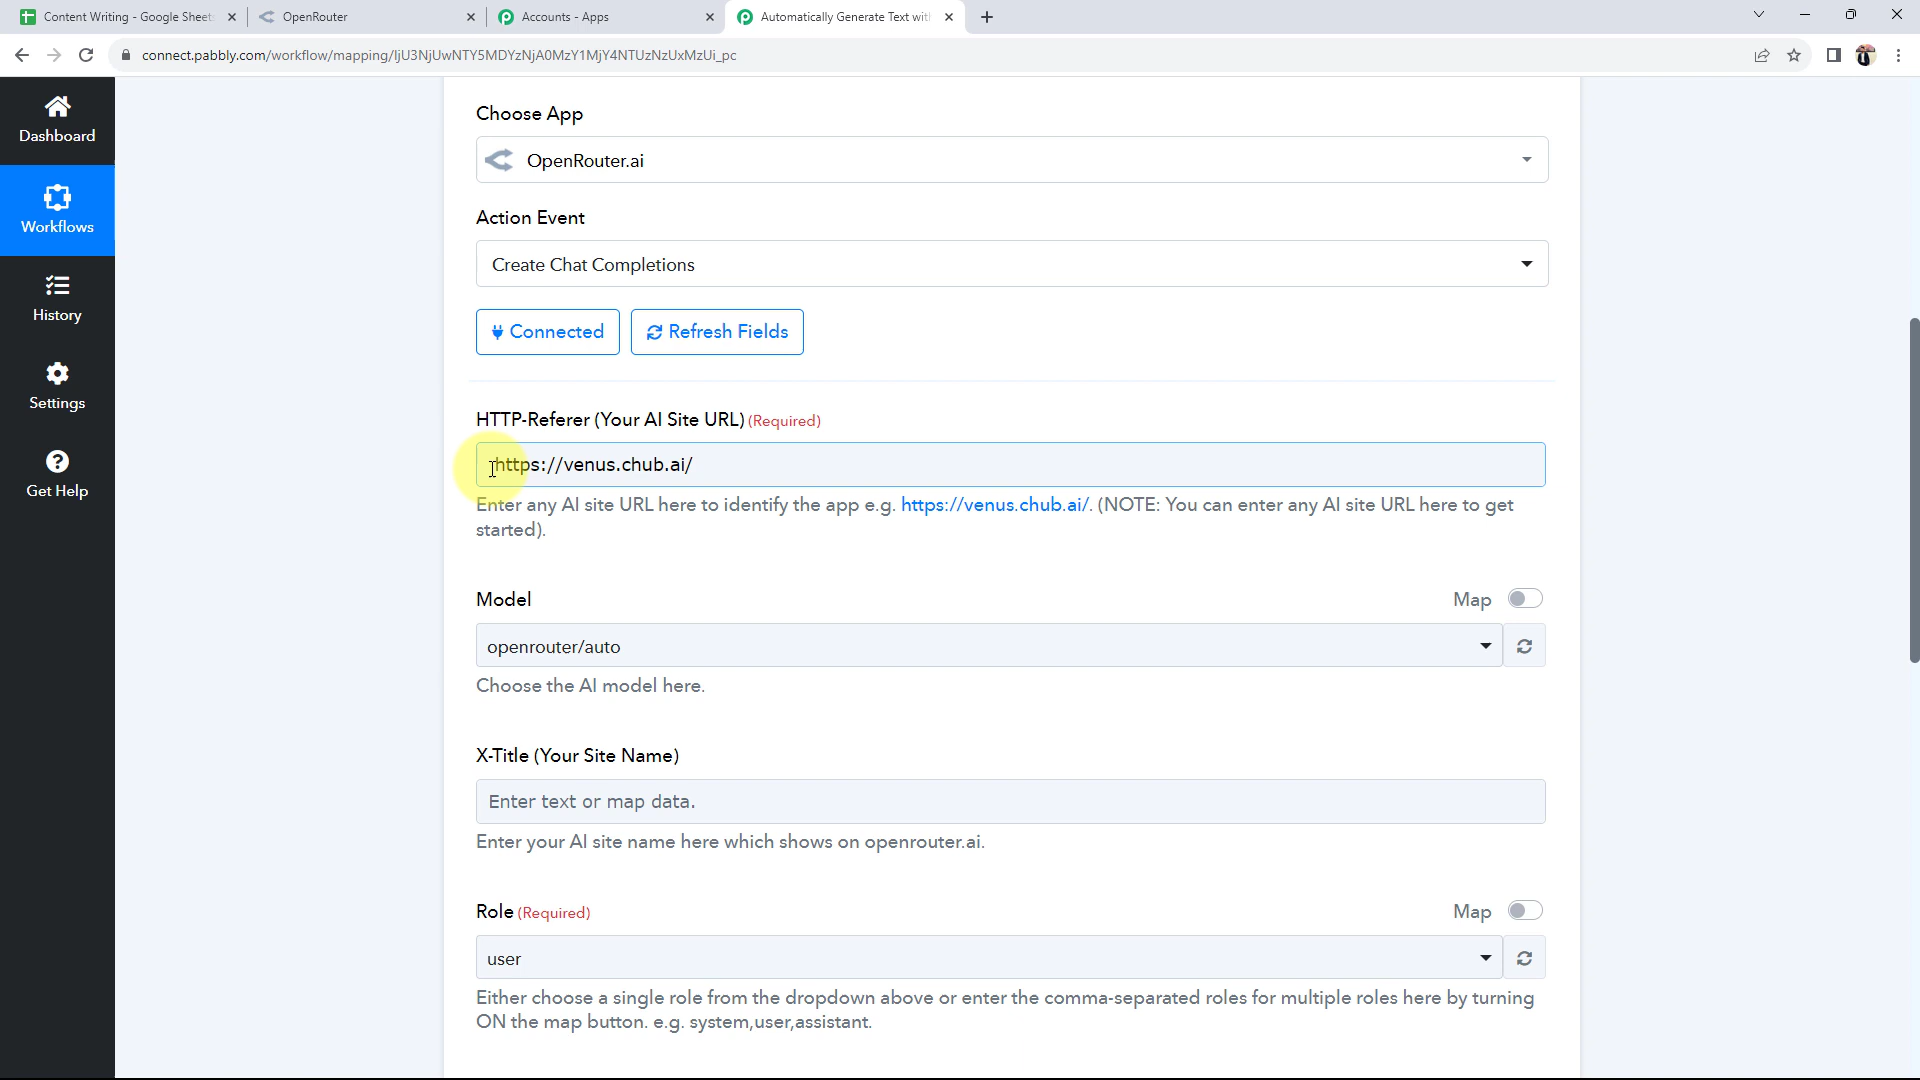 Content Writing - Google Sheets
OpenRouter
Accounts - Apps
Automatically Generate Text wit
connect.pabbly.com/workflow/mapping/IjU3NjUwNTY5MDYzNjA0MzY1MjY4NTUzNzUxMzUi_pc
Dashboard
Workflows
History
Settings
Get Help
Choose App
OpenRouter.ai
Action Event
Create Chat Completions
Connected
Refresh Fields
HTTP-Referer (Your AI Site URL) (Required)
https://venus.chub.ai/
Enter any AI site URL here to identify the app e.g. https://venus.chub.ai/. (NOTE: You can enter any AI site URL here to get
started).
Model
Map
openrouter/auto
Choose the AI model here.
X-Title (Your Site Name)
Enter text or map data.
Enter your AI site name here which shows on openrouter.ai.
Role (Required)
Map
user
Either choose a single role from the dropdown above or enter the comma-separated roles for multiple roles here by turning
ON the map button. e.g. system,user,assistant.